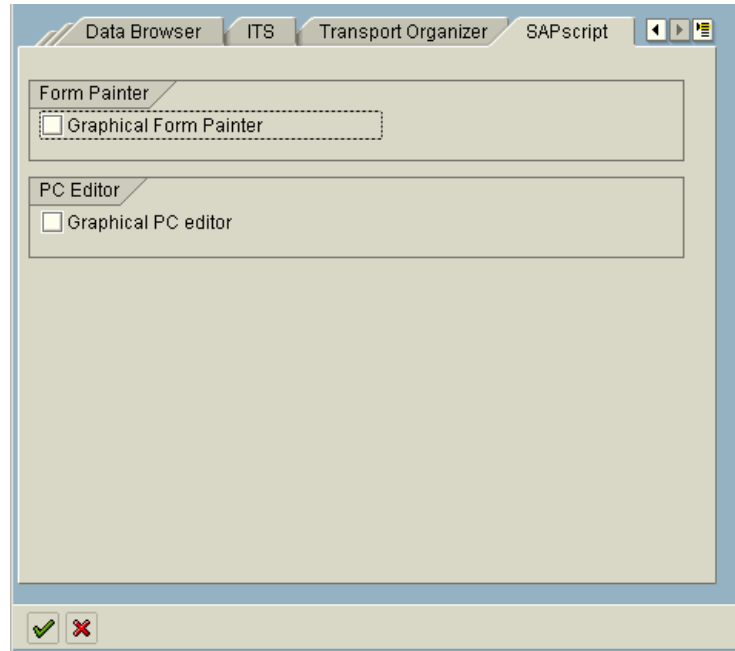 Data Browser ITS Transport Organizer SAPscript
Form Painter
Graphical Form Painter
PC Editor
Graphical PC editor